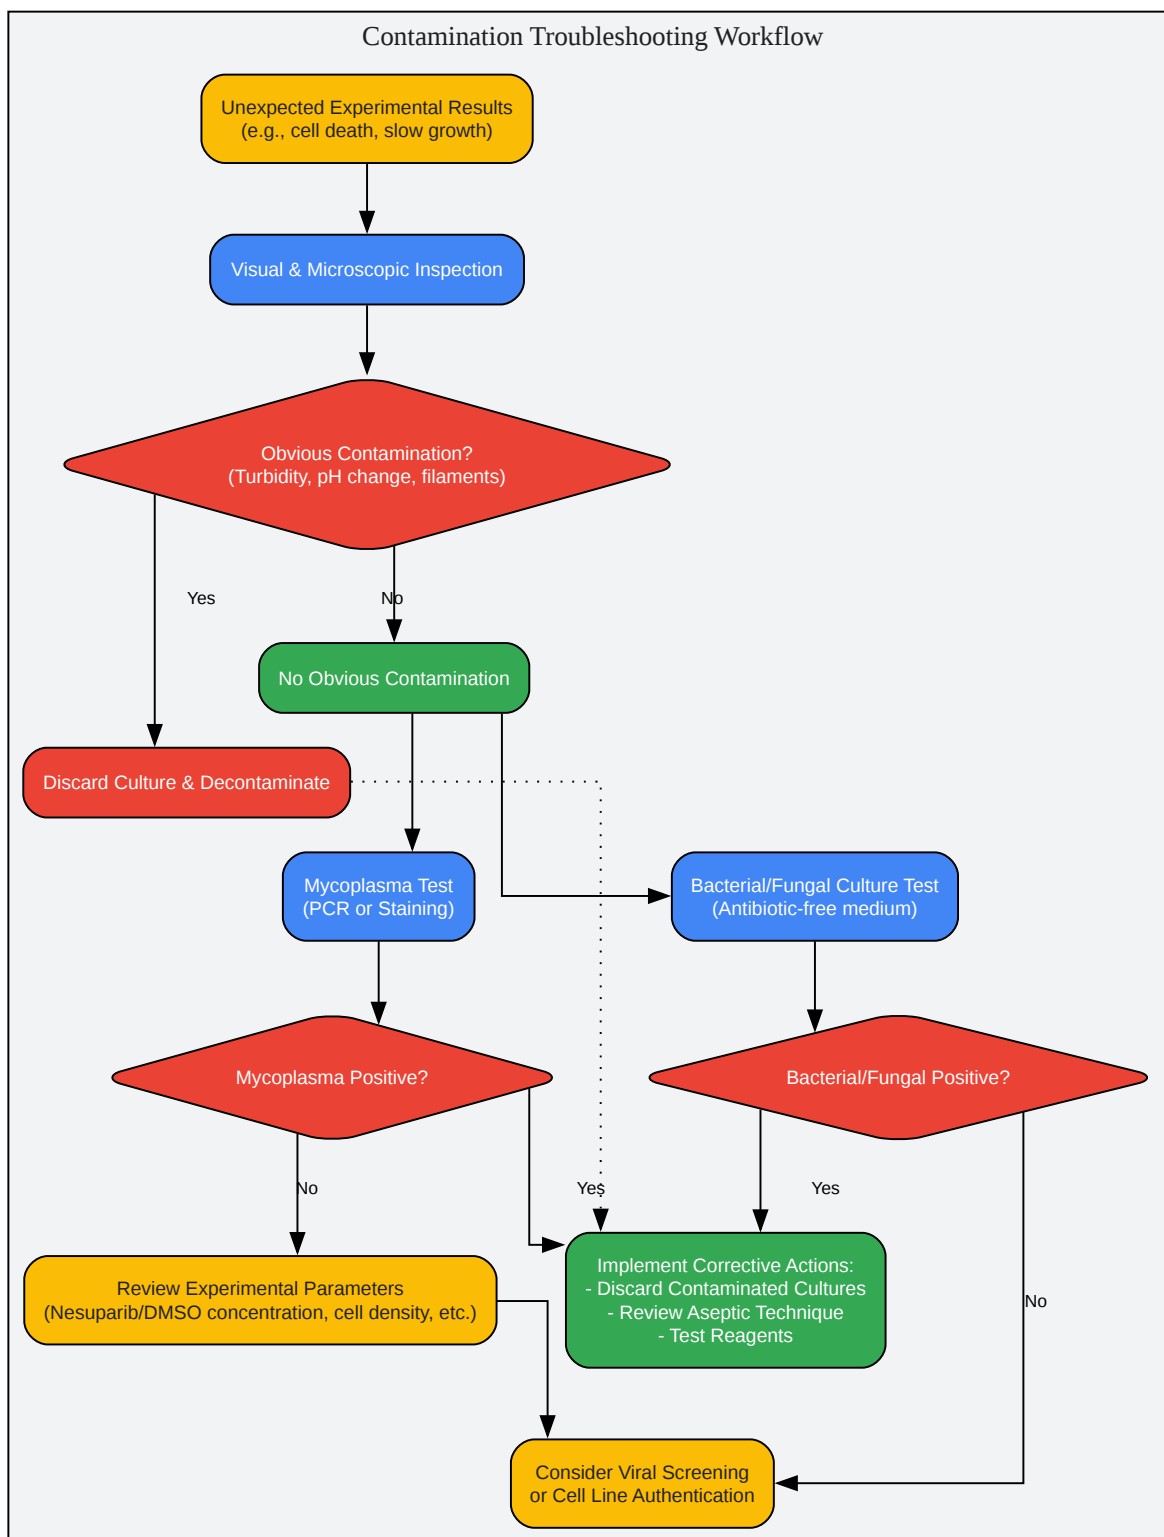 Contamination Troubleshooting Workflow
Unexpected Experimental Results
(e.g., cell death, slow growth)
Visual & Microscopic Inspection
Obvious Contamination?
(Turbidity, pH change, filaments)
Yes
No
No Obvious Contamination
Discard Culture & Decontaminate
Mycoplasma Test
(PCR or Staining)
Bacterial/Fungal Culture Test
(Antibiotic-free medium)
Mycoplasma Positive?
Bacterial/Fungal Positive?
No
Yes
Yes
Review Experimental Parameters
(Nesuparib/DMSO concentration, cell density, etc.)
Implement Corrective Actions:
- Discard Contaminated Cultures
- Review Aseptic Technique
- Test Reagents
No
Consider Viral Screening
or Cell Line Authentication